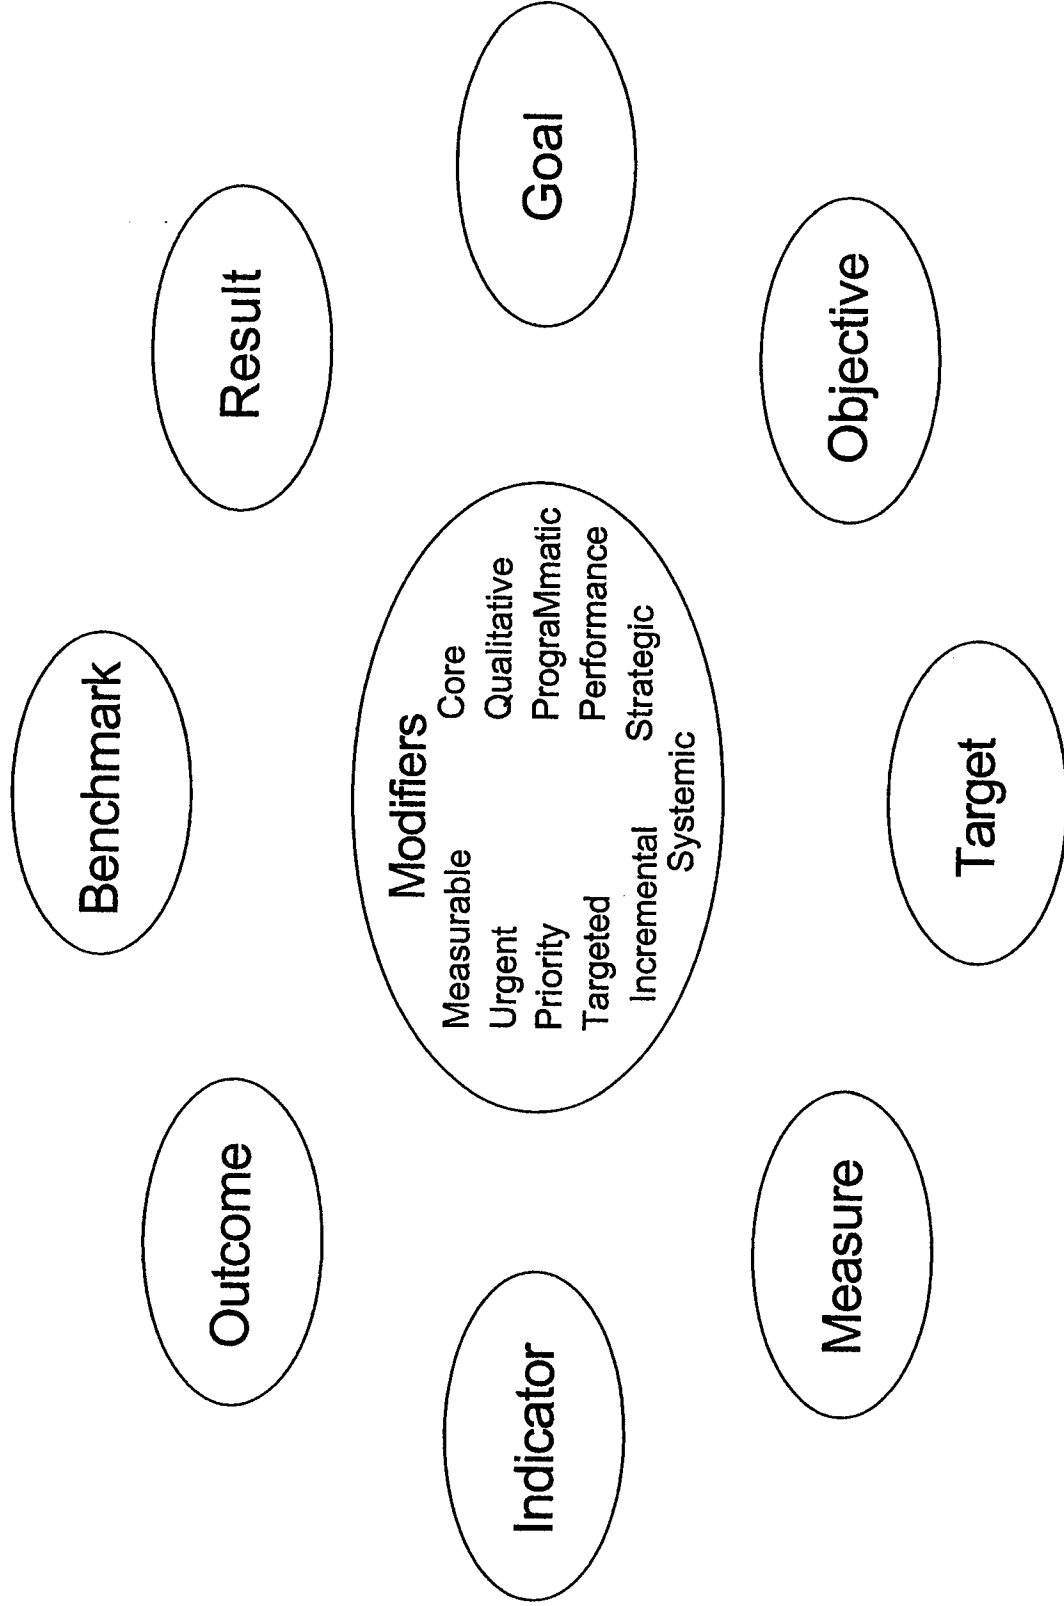 Benchmark
Outcome
Result
Modifiers
Measurable Core
Urgent Qualitative
Priority PrograMmatic
Targeted Performance
Incremental Strategic
Systemic
Indicator
Goal
Measure
Objective
Target